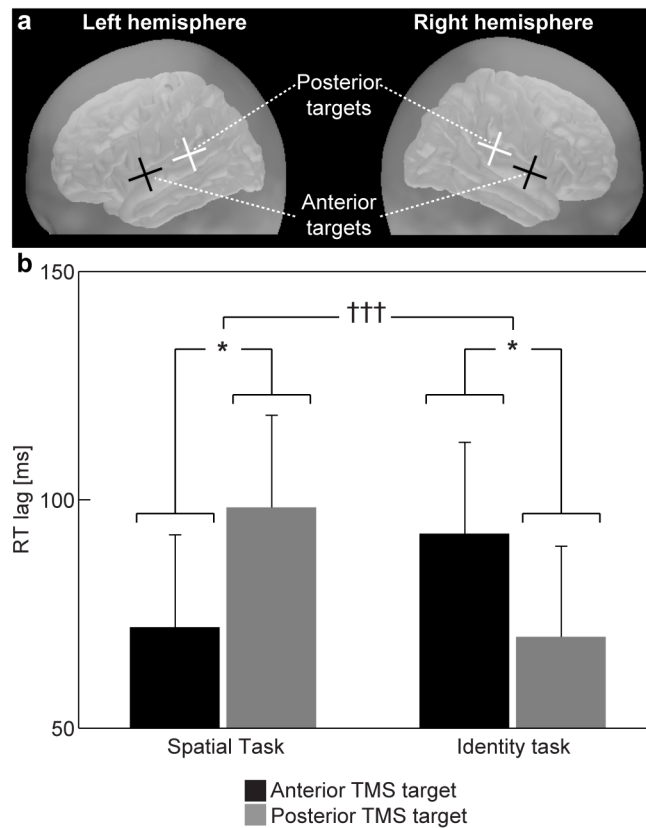 a
Left hemisphere
Right hemisphere
Posterior
targets
Anterior
targets
b
150
†††
*
*
RT lag [ms]
100
50
Spatial Task
Identity task
Anterior TMS target
Posterior TMS target